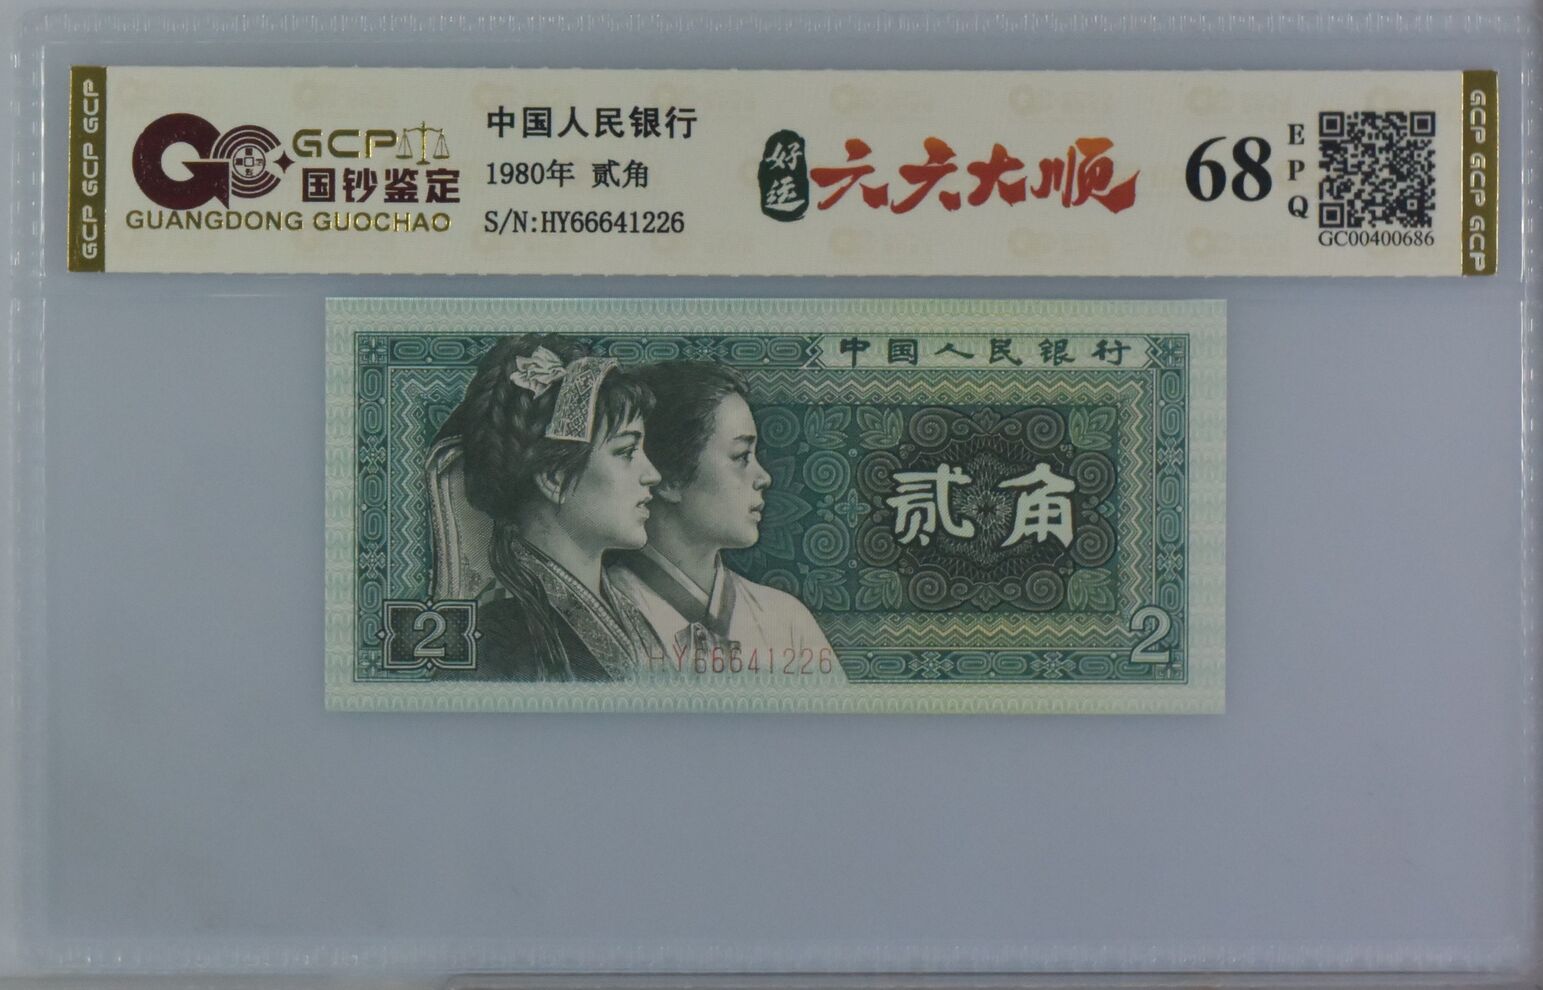 GCP GCP GCP
GCP
国钞鉴定
GUANGDONG GUOCHAO
中国人民银行
1980年 贰角
S/N:HY66641226
好运
六六大顺
68
EPQ
GC00400686
GCP GCP GCP
中国人民银行
贰角
2
2
HY66641226